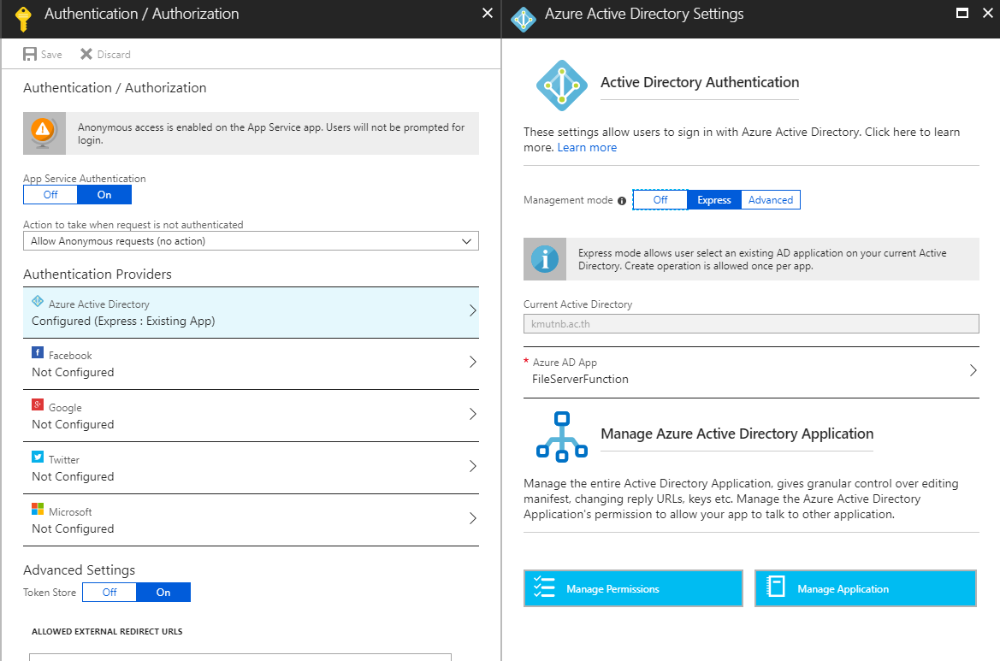 Authentication / Authorization
Save
Discard
Authentication / Authorization
Anonymous access is enabled on the App Service app. Users will not be prompted for
login.
App Service Authentication
Off
On
Action to take when request is not authenticated
Allow Anonymous requests (no action)
Authentication Providers
Azure Active Directory
Configured (Express : Existing App)
Facebook
Not Configured
Google
Not Configured
Twitter
Not Configured
Microsoft
Not Configured
Advanced Settings
Token Store
Off
On
ALLOWED EXTERNAL REDIRECT URLS
Azure Active Directory Settings
Active Directory Authentication
These settings allow users to sign in with Azure Active Directory. Click here to learn
more. Learn more
Management mode
Off
Express
Advanced
Express mode allows user select an existing AD application on your current Active
Directory. Create operation is allowed once per app.
Current Active Directory
kmutnb.ac.th
* Azure AD App
FileServerFunction
Manage Azure Active Directory Application
Manage the entire Active Directory Application, gives granular control over editing
manifest, changing reply URLs, keys etc. Manage the Azure Active Directory
Application's permission to allow your app to talk to other application.
Manage Permissions
Manage Application